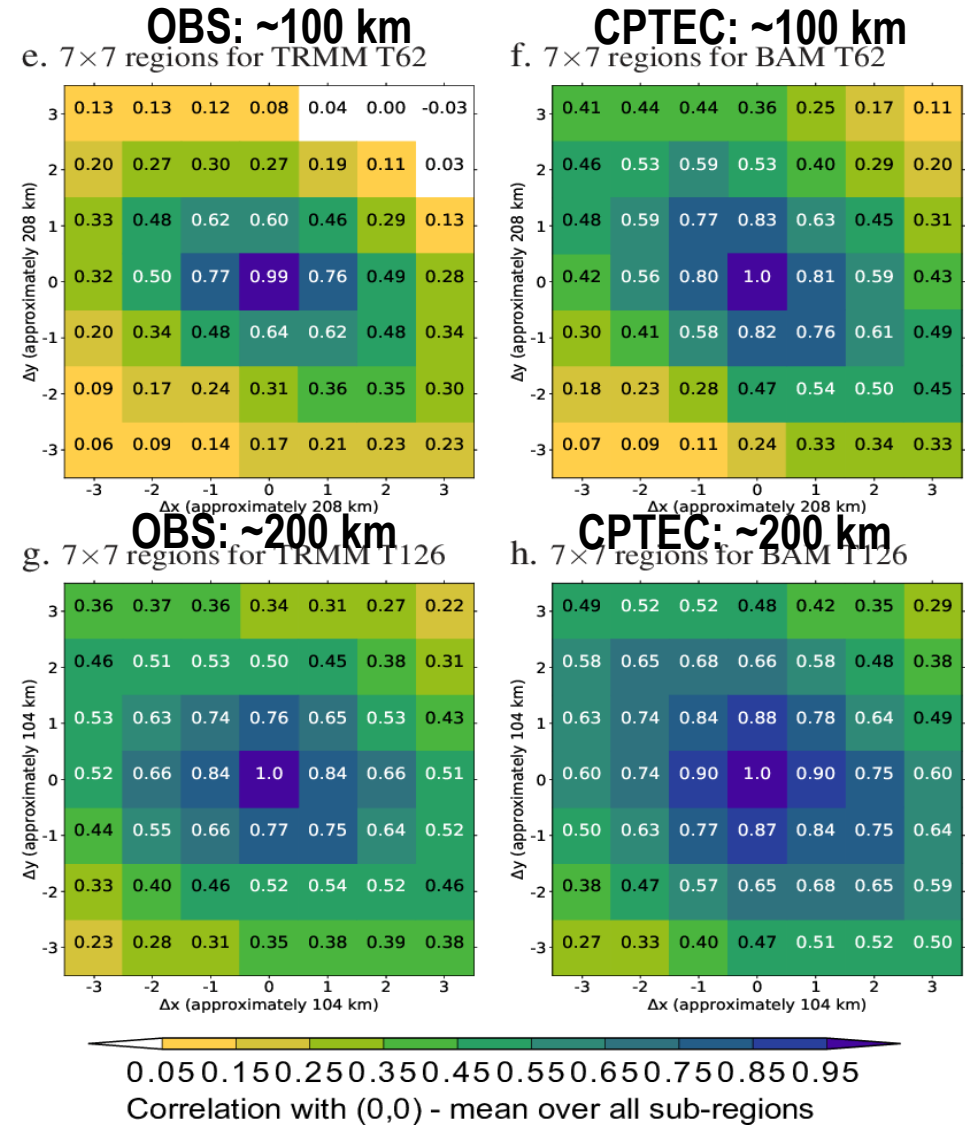 OBS: ~100 km
e. 7×7 regions for TRMM T62
Δy (approximately 208 km)
3 0.13 0.13 0.12 0.08 0.04 0.00 -0.03
2 0.20 0.27 0.30 0.27 0.19 0.11 0.03
1 0.33 0.48 0.62 0.60 0.46 0.29 0.13
0 0.32 0.50 0.77 0.99 0.76 0.49 0.28
-1 0.20 0.34 0.48 0.64 0.62 0.48 0.34
-2 0.09 0.17 0.24 0.31 0.36 0.35 0.30
-3 0.06 0.09 0.14 0.17 0.21 0.23 0.23
-3 -2 -1 0 1 2 3
Δx (approximately 208 km)
CPTEC: ~100 km
f. 7×7 regions for BAM T62
Δy (approximately 208 km)
3 0.41 0.44 0.44 0.36 0.25 0.17 0.11
2 0.46 0.53 0.59 0.53 0.40 0.29 0.20
1 0.48 0.59 0.77 0.83 0.63 0.45 0.31
0 0.42 0.56 0.80 1.0 0.81 0.59 0.43
-1 0.30 0.41 0.58 0.82 0.76 0.61 0.49
-2 0.18 0.23 0.28 0.47 0.54 0.50 0.45
-3 0.07 0.09 0.11 0.24 0.33 0.34 0.33
-3 -2 -1 0 1 2 3
Δx (approximately 208 km)
OBS: ~200 km
g. 7×7 regions for TRMM T126
Δy (approximately 104 km)
3 0.36 0.37 0.36 0.34 0.31 0.27 0.22
2 0.46 0.51 0.53 0.50 0.45 0.38 0.31
1 0.53 0.63 0.74 0.76 0.65 0.53 0.43
0 0.52 0.66 0.84 1.0 0.84 0.66 0.51
-1 0.44 0.55 0.66 0.77 0.75 0.64 0.52
-2 0.33 0.40 0.46 0.52 0.54 0.52 0.46
-3 0.23 0.28 0.31 0.35 0.38 0.39 0.38
-3 -2 -1 0 1 2 3
Δx (approximately 104 km)
CPTEC: ~200 km
h. 7×7 regions for BAM T126
Δy (approximately 104 km)
3 0.49 0.52 0.52 0.48 0.42 0.35 0.29
2 0.58 0.65 0.68 0.66 0.58 0.48 0.38
1 0.63 0.74 0.84 0.88 0.78 0.64 0.49
0 0.60 0.74 0.90 1.0 0.90 0.75 0.60
-1 0.50 0.63 0.77 0.87 0.84 0.75 0.64
-2 0.38 0.47 0.57 0.65 0.68 0.65 0.59
-3 0.27 0.33 0.40 0.47 0.51 0.52 0.50
-3 -2 -1 0 1 2 3
Δx (approximately 104 km)
0.05 0.15 0.25 0.35 0.45 0.55 0.65 0.75 0.85 0.95
Correlation with (0,0) - mean over all sub-regions